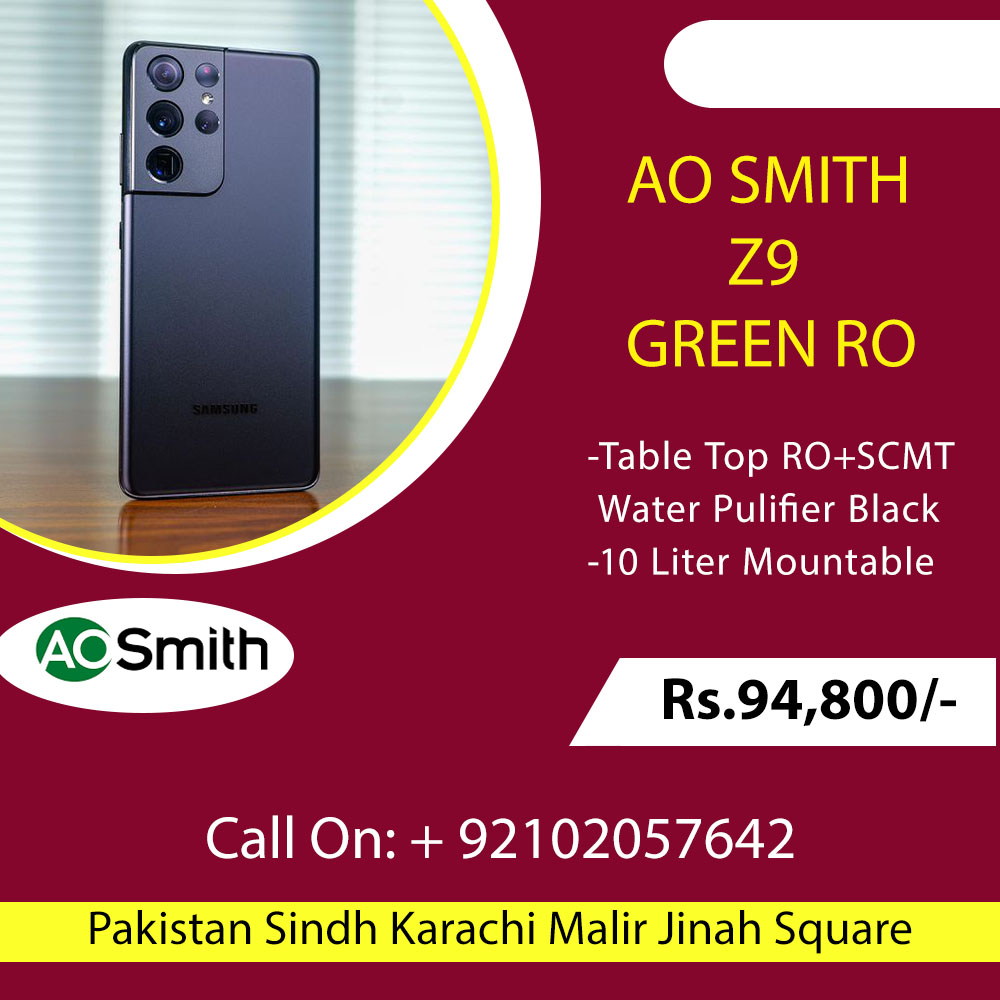 SAMSUNG
AO SMITH
Z9
GREEN RO
-Table Top RO+SCMT
Water Pulifier Black
-10 Liter Mountable
AO Smith
Rs.94,800/-
Call On: + 92102057642
Pakistan Sindh Karachi Malir Jinah Square